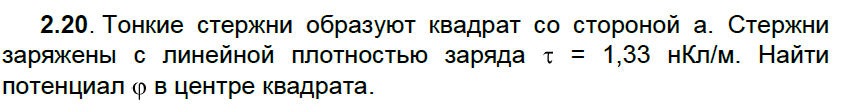 2.20. Тонкие стержни образуют квадрат со стороной а. Стержни
заряжены с линейной плотностью заряда τ = 1,33 нКл/м. Найти
потенциал φ в центре квадрата.